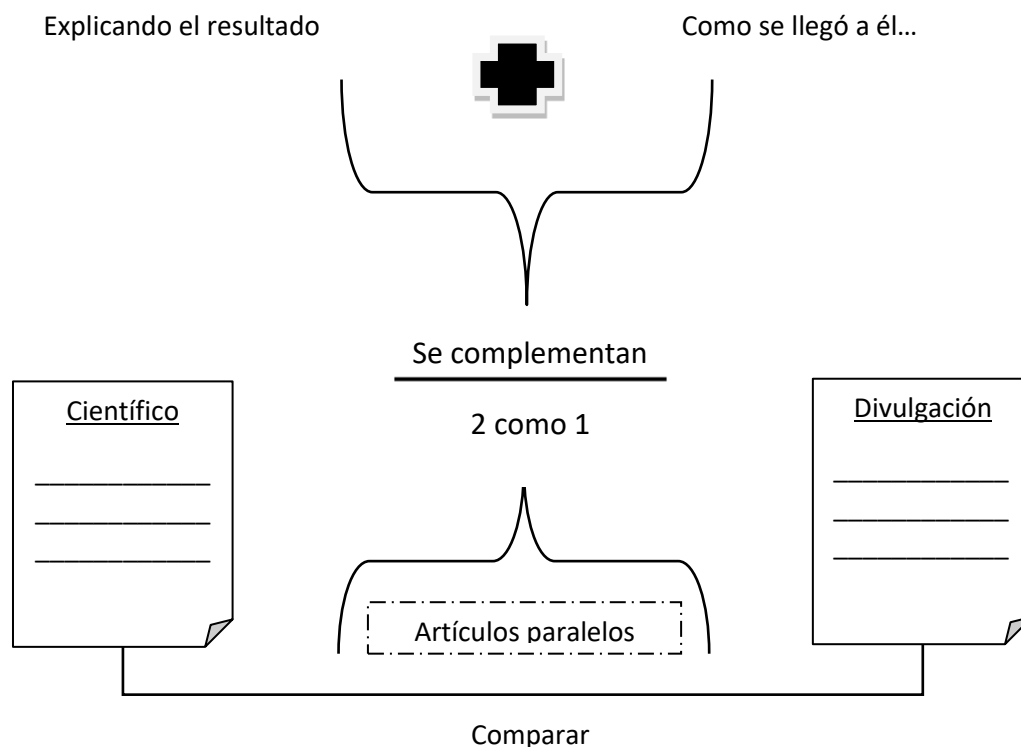 Explicando el resultado
Como se llegó a él...
Se complementan
Científico
Divulgación
2 como 1
Artículos paralelos
Comparar